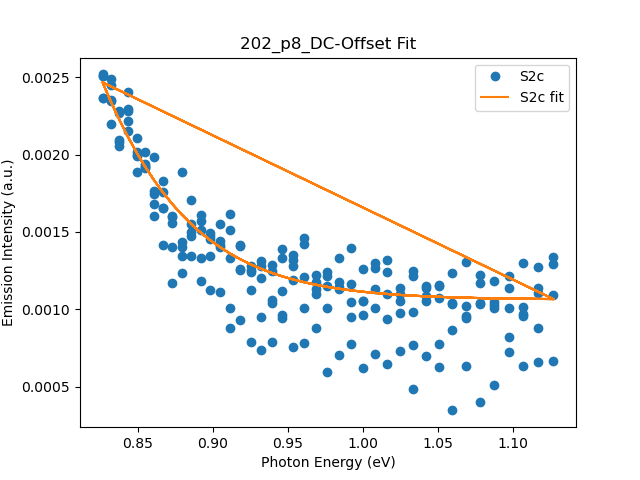 202_p8_DC-Offset Fit
S2c
S2c fit
0.0025
0.0020
0.0015
0.0010
0.0005
Emission Intensity (a.u.)
0.85 0.90 0.95 1.00 1.05 1.10
Photon Energy (eV)